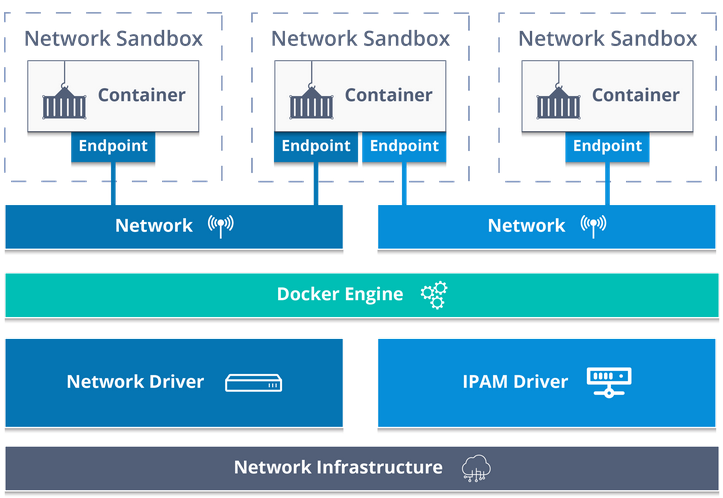 Network Sandbox
Network Sandbox
Network Sandbox
Container
Container
Container
Endpoint
Endpoint
Endpoint
Endpoint
Network
Network
Docker Engine
Network Driver
IPAM Driver
Network Infrastructure